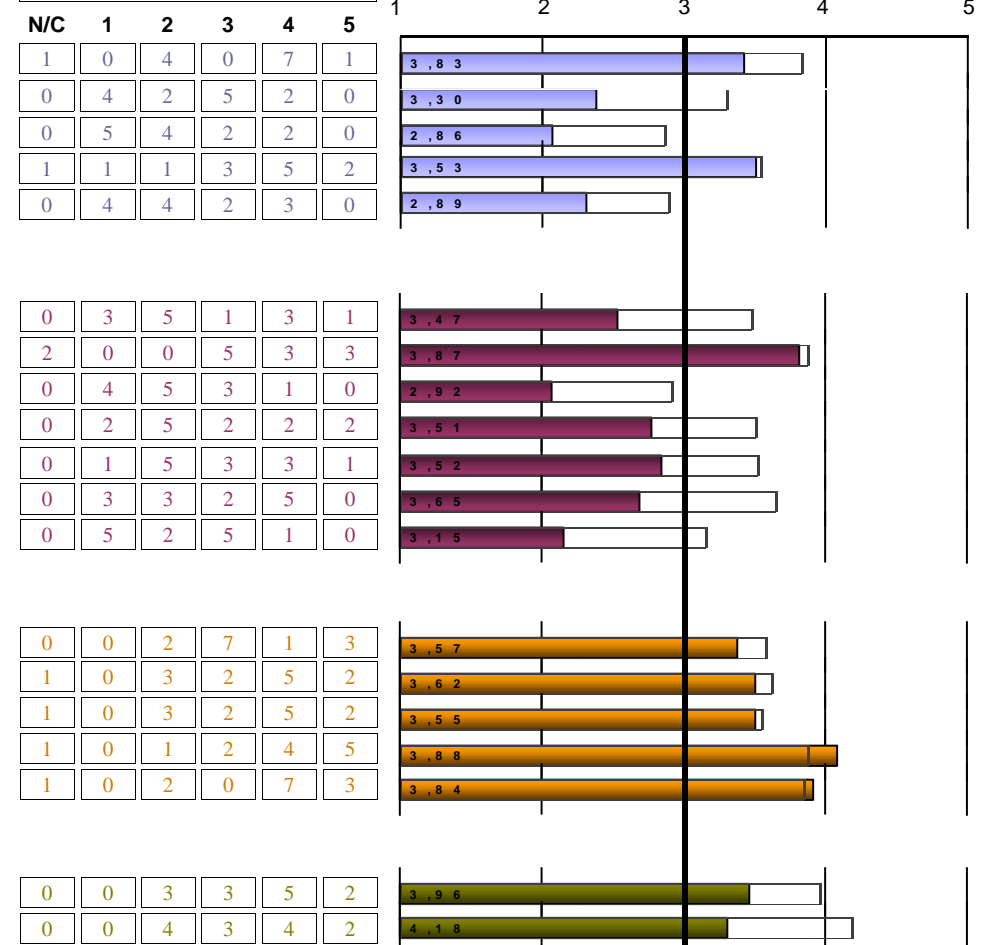 1 2 3 4 5
N/C 1 2 3 4 5
1 0 4 0 7 1 3,83
0 4 2 5 2 0 3,30
0 5 4 2 2 0 2,86
1 1 1 3 5 2 3,53
0 4 4 2 3 0 2,89
0 3 5 1 3 1 3,47
2 0 0 5 3 3 3,87
0 4 5 3 1 0 2,92
0 2 5 2 2 2 3,51
0 1 5 3 3 1 3,52
0 3 3 2 5 0 3,65
0 5 2 5 1 0 3,15
0 0 2 7 1 3 3,57
1 0 3 2 5 2 3,62
1 0 3 2 5 2 3,55
1 0 1 2 4 5 3,88
1 0 2 0 7 3 3,84
0 0 3 3 5 2 3,96
0 0 4 3 4 2 4,18